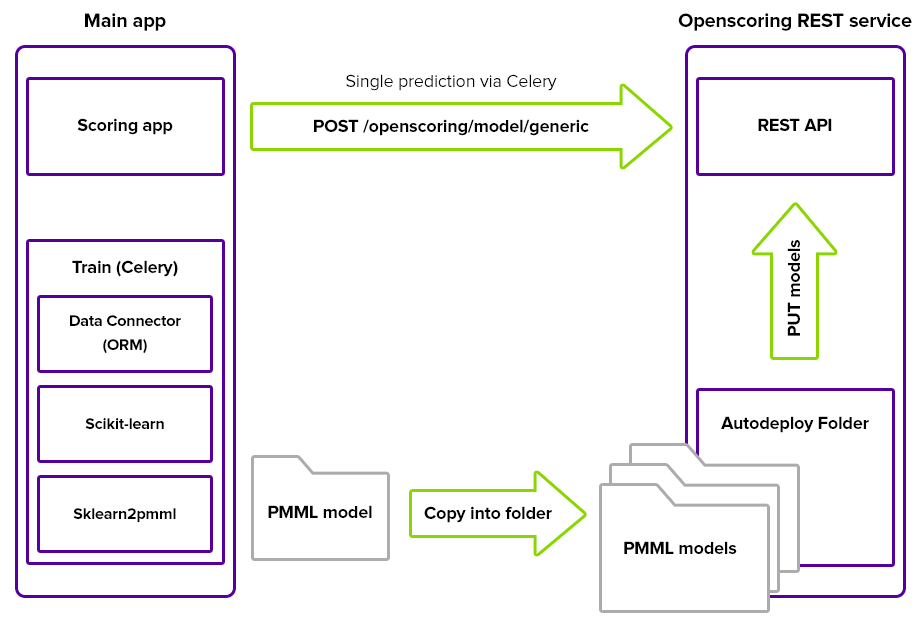 Main app
Openscoring REST service
Single prediction via Celery
Scoring app
POST /openscoring/model/generic
REST API
PUT models
Train (Celery)
Data Connector
(ORM)
Scikit-learn
Sklearn2pmml
PMML model
Copy into folder
Autodeploy Folder
PMML models